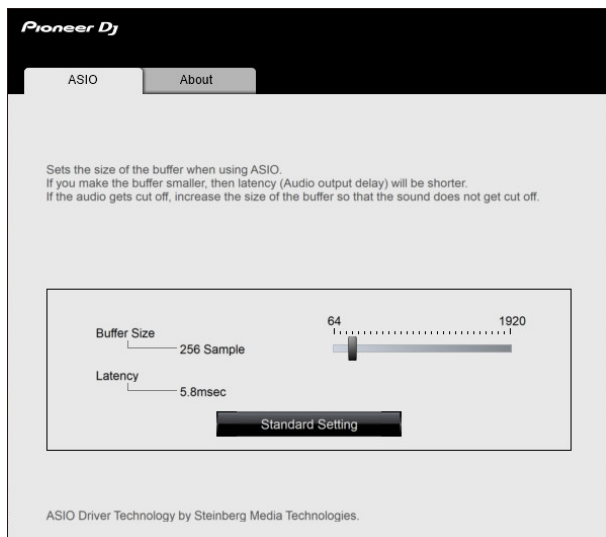 Pioneer Dj
ASIO
About
Sets the size of the buffer when using ASIO.
If you make the buffer smaller, then latency (Audio output delay) will be shorter.
If the audio gets cut off, increase the size of the buffer so that the sound does not get cut off.
64 1920
Buffer Size
256 Sample
Latency
5.8msec
Standard Setting
ASIO Driver Technology by Steinberg Media Technologies.